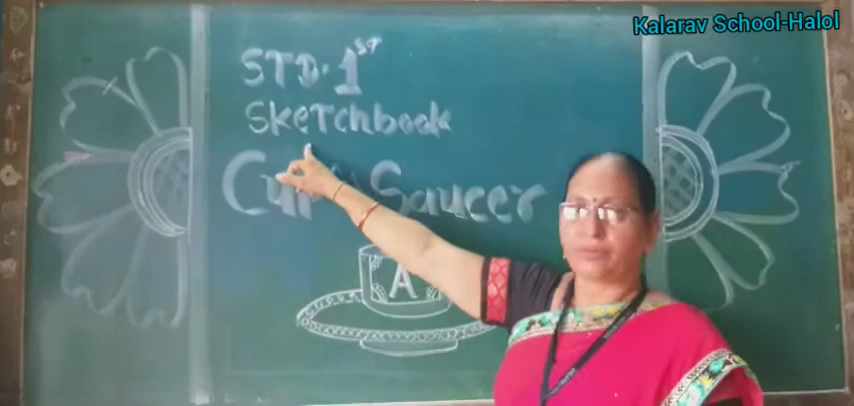 Kalarav School-Halol
STD. 1ST
Sketchbook
Saucer
A